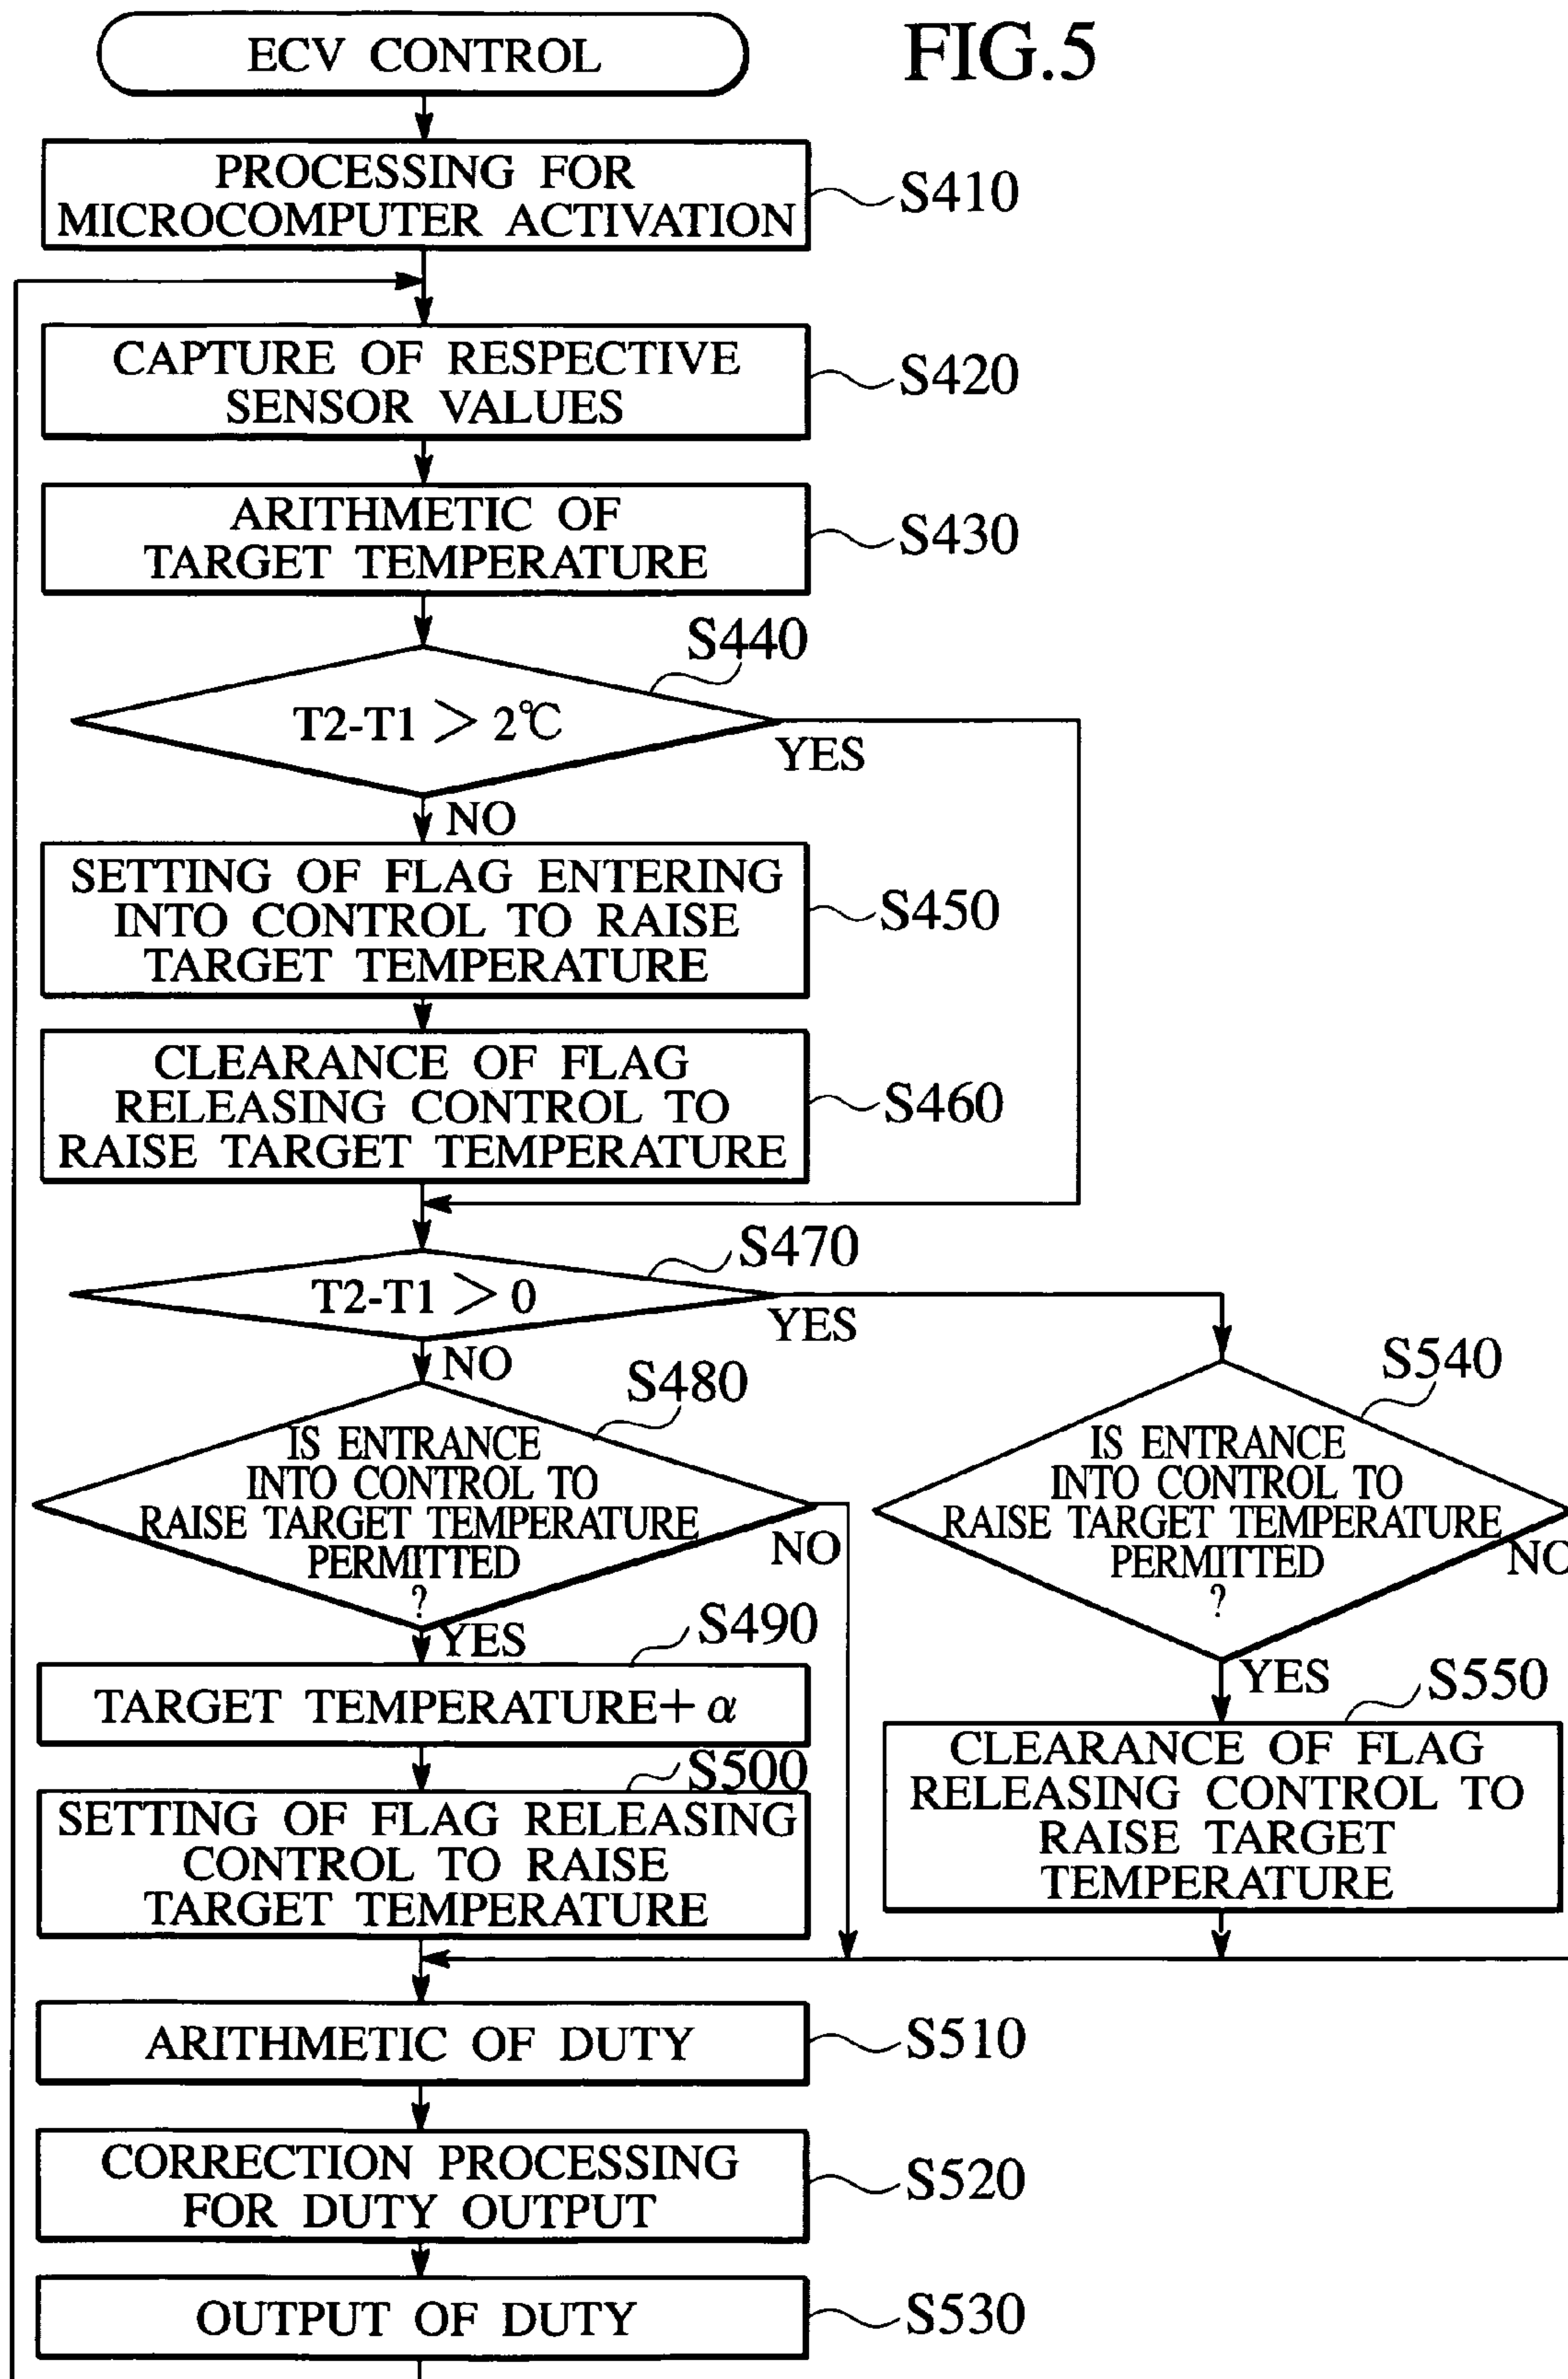 FIG.5
ECV CONTROL
PROCESSING FOR
MICROCOMPUTER ACTIVATION
S410
CAPTURE OF RESPECTIVE
SENSOR VALUES
S420
ARITHMETIC OF
TARGET TEMPERATURE
S430
S440
T2-T1 > 2℃
YES
NO
SETTING OF FLAG ENTERING
INTO CONTROL TO RAISE
TARGET TEMPERATURE
S450
CLEARANCE OF FLAG
RELEASING CONTROL TO
RAISE TARGET TEMPERATURE
S460
S470
T2-T1 > 0
YES
NO
S480
IS ENTRANCE
INTO CONTROL TO
RAISE TARGET TEMPERATURE
PERMITTED
?
NO
YES
S540
IS ENTRANCE
INTO CONTROL TO
RAISE TARGET TEMPERATURE
PERMITTED
?
NO
YES
S490
TARGET TEMPERATURE+α
S500
SETTING OF FLAG RELEASING
CONTROL TO RAISE
TARGET TEMPERATURE
S550
CLEARANCE OF FLAG
RELEASING CONTROL TO
RAISE TARGET
TEMPERATURE
ARITHMETIC OF DUTY
S510
CORRECTION PROCESSING
FOR DUTY OUTPUT
S520
OUTPUT OF DUTY
S530